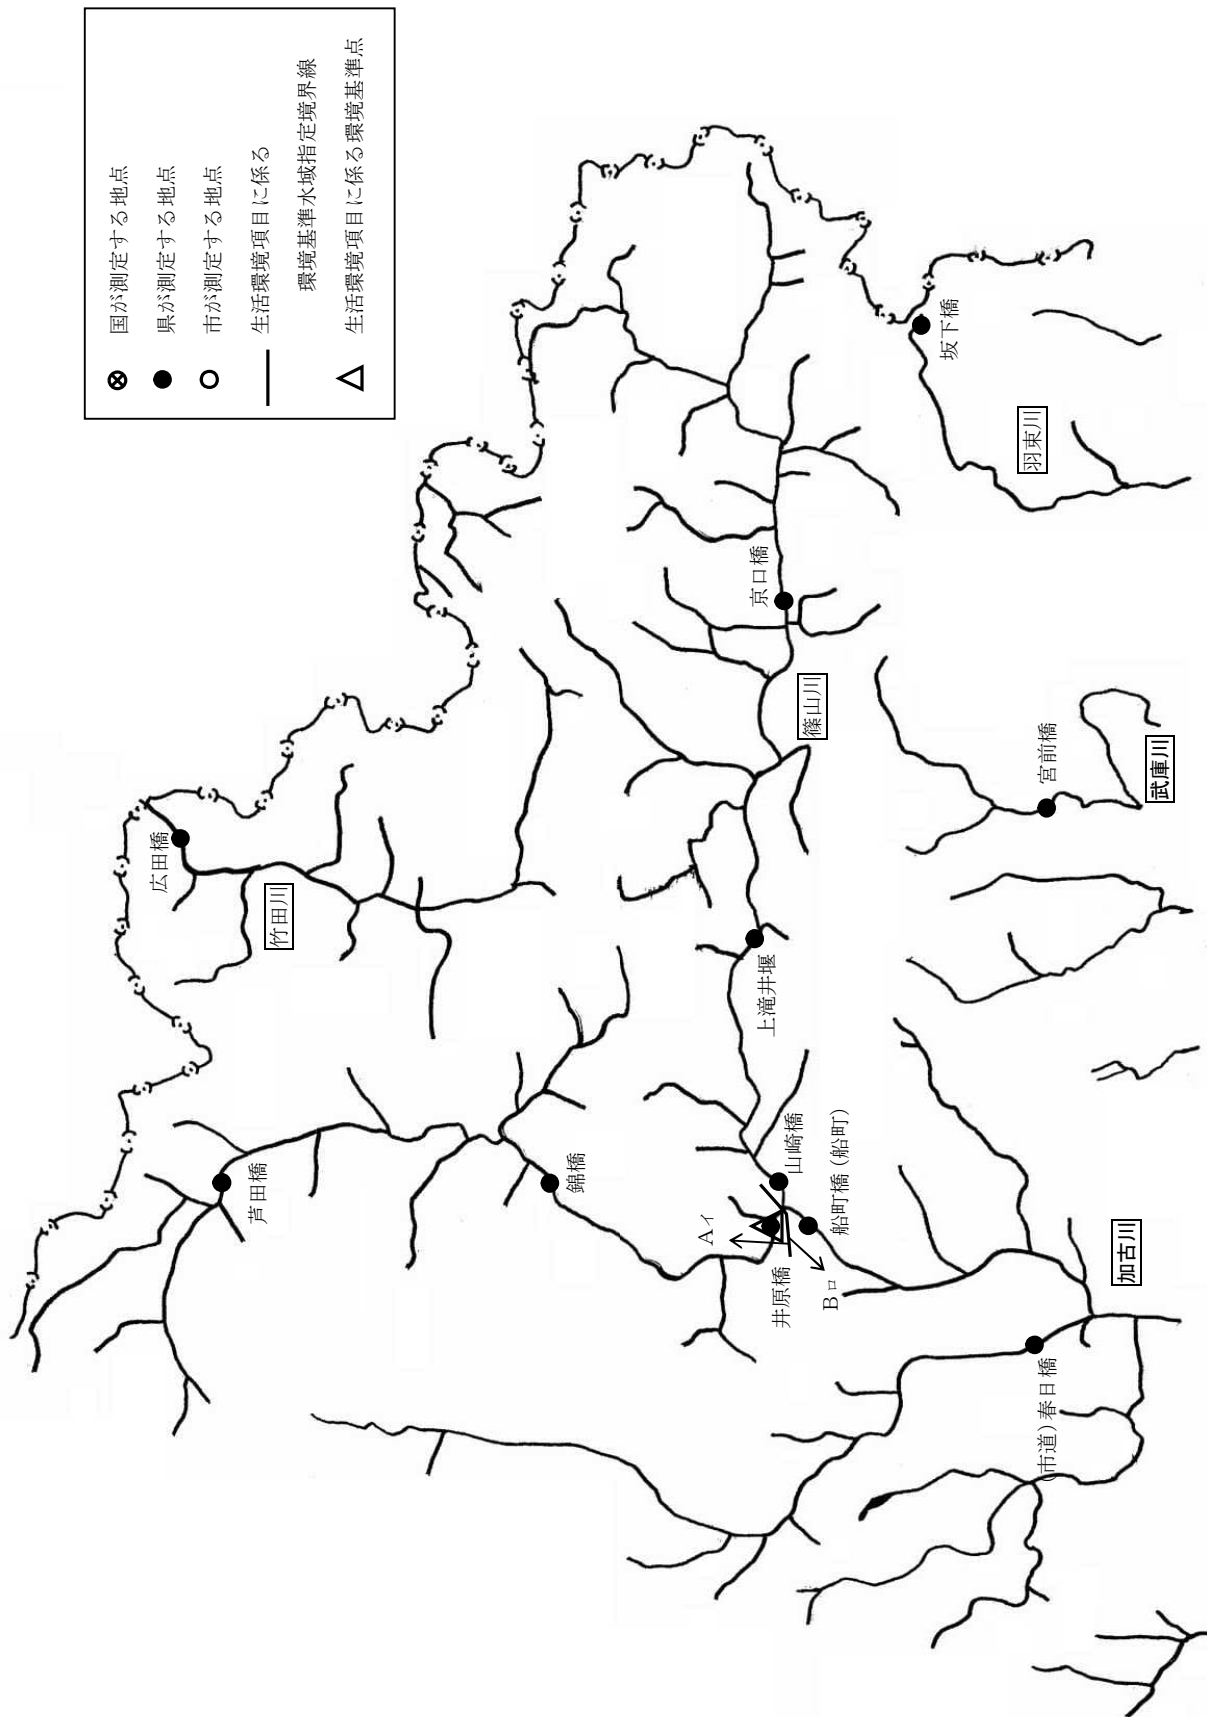 国が測定する地点
県が測定する地点
市が測定する地点
生活環境項目に係る
環境基準水域指定境界線
生活環境項目に係る環境基準点
広田橋
竹田川
芦田橋
錦橋
京口橋
篠山川
上滝井堰
山崎橋
船町橋(船町)
Aイ
井原橋
Bロ
坂下橋
羽束川
宮前橋
武庫川
加古川
(市道)春日橋